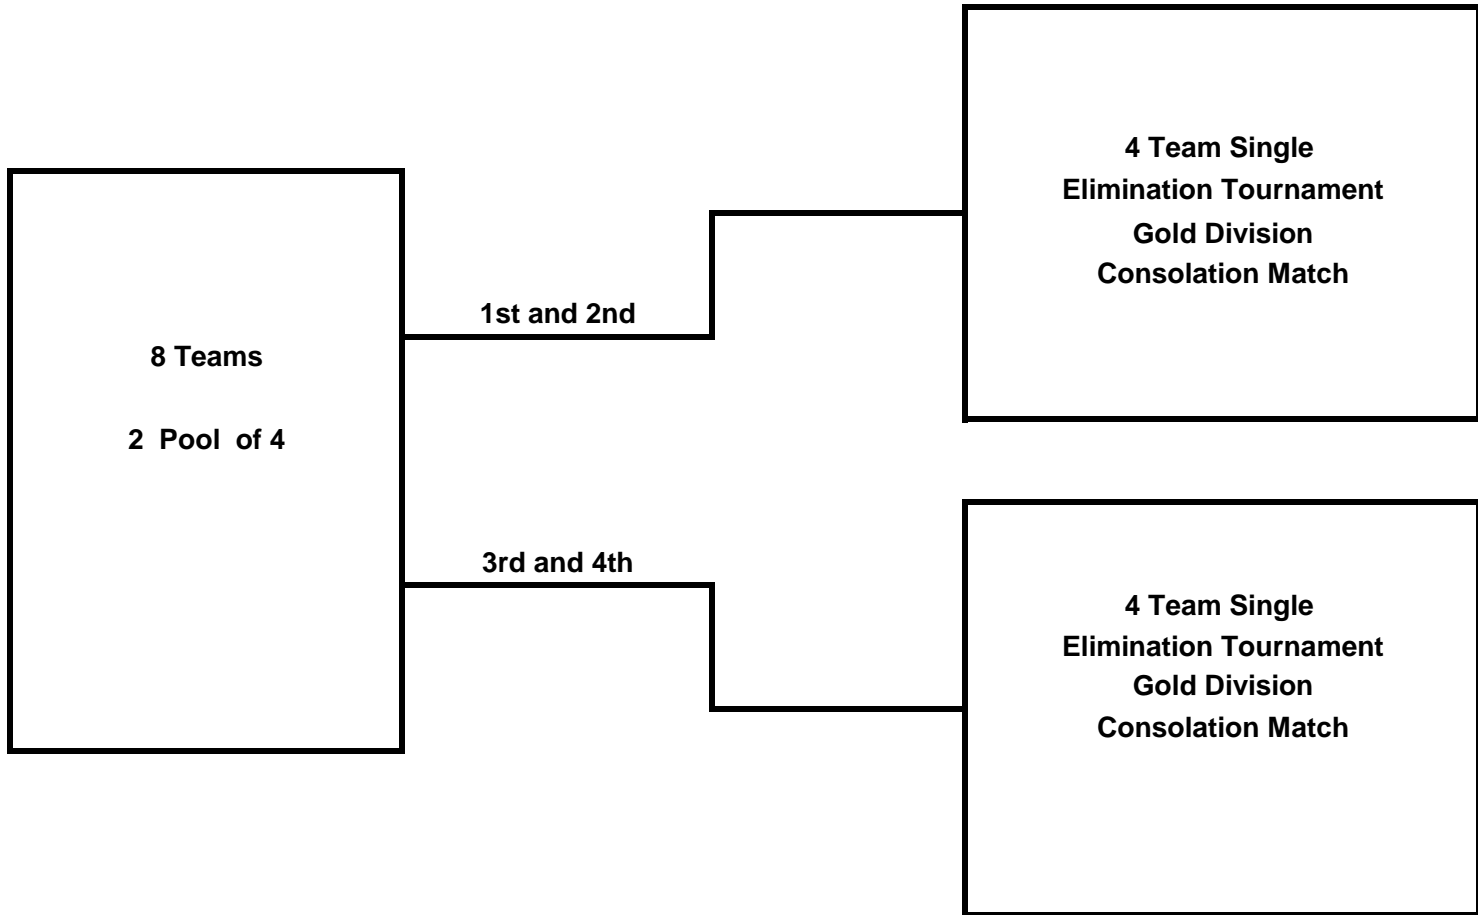 8 Teams
2 Pool of 4
1st and 2nd
3rd and 4th
4 Team Single
Elimination Tournament
Gold Division
Consolation Match
4 Team Single
Elimination Tournament
Gold Division
Consolation Match